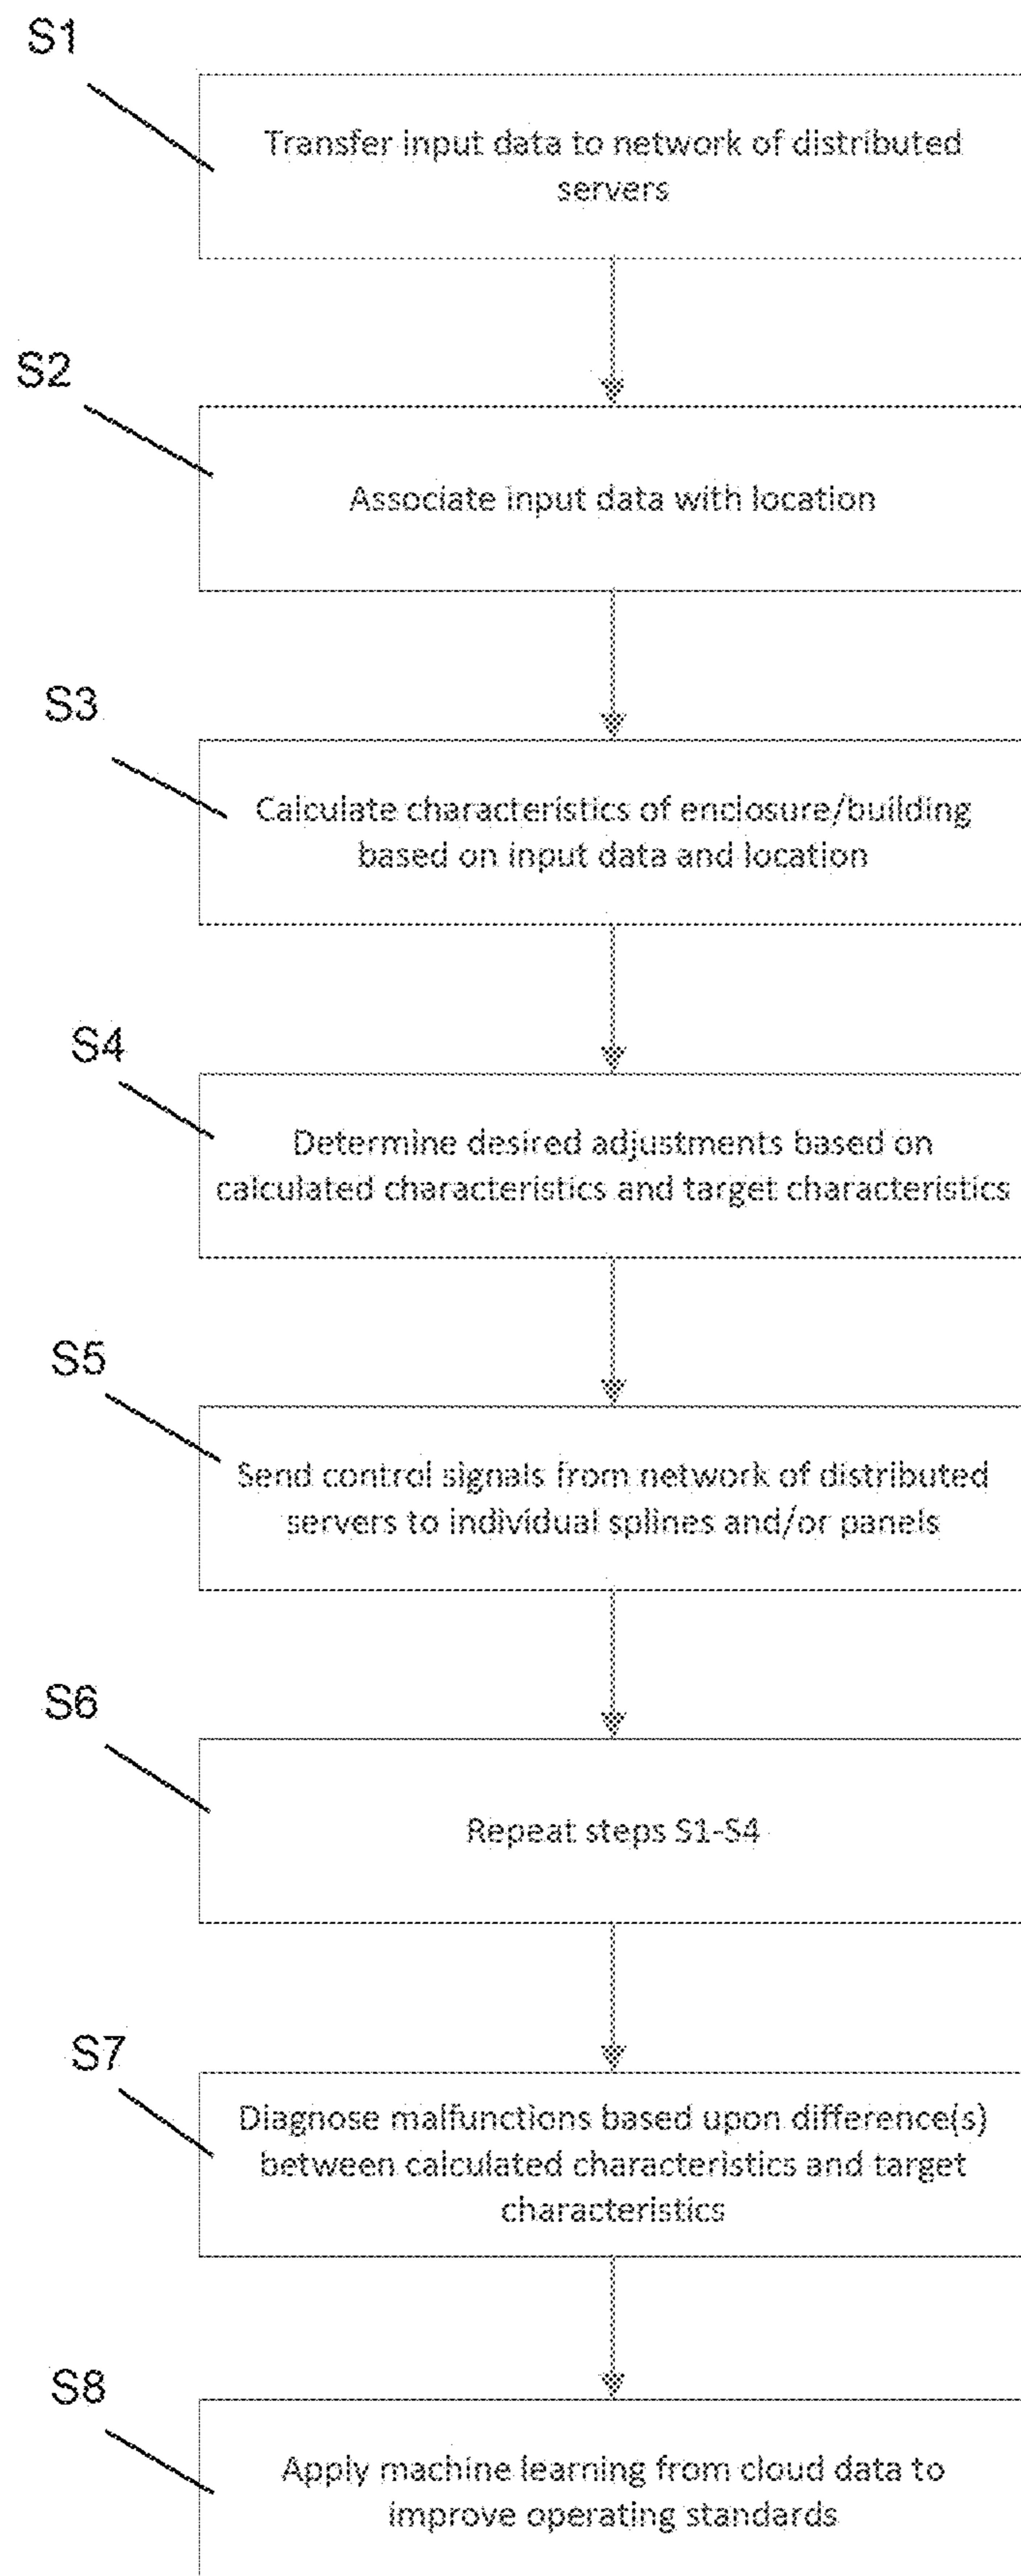 S1
Transfer input data to network of distributed
servers
S2
Associate input data with location
S3
Calculate characteristics of enclosure/building
based on input data and location
S4
Determine desired adjustments based on
calculated characteristics and target characteristics
S5
Send control signals from network of distributed
servers to individual splines and/or panels
S6
Repeat steps S1-S4
S7
Diagnose malfunctions based upon difference(s)
between calculated characteristics and target
characteristics
S8
Apply machine learning from cloud data to
improve operating standards